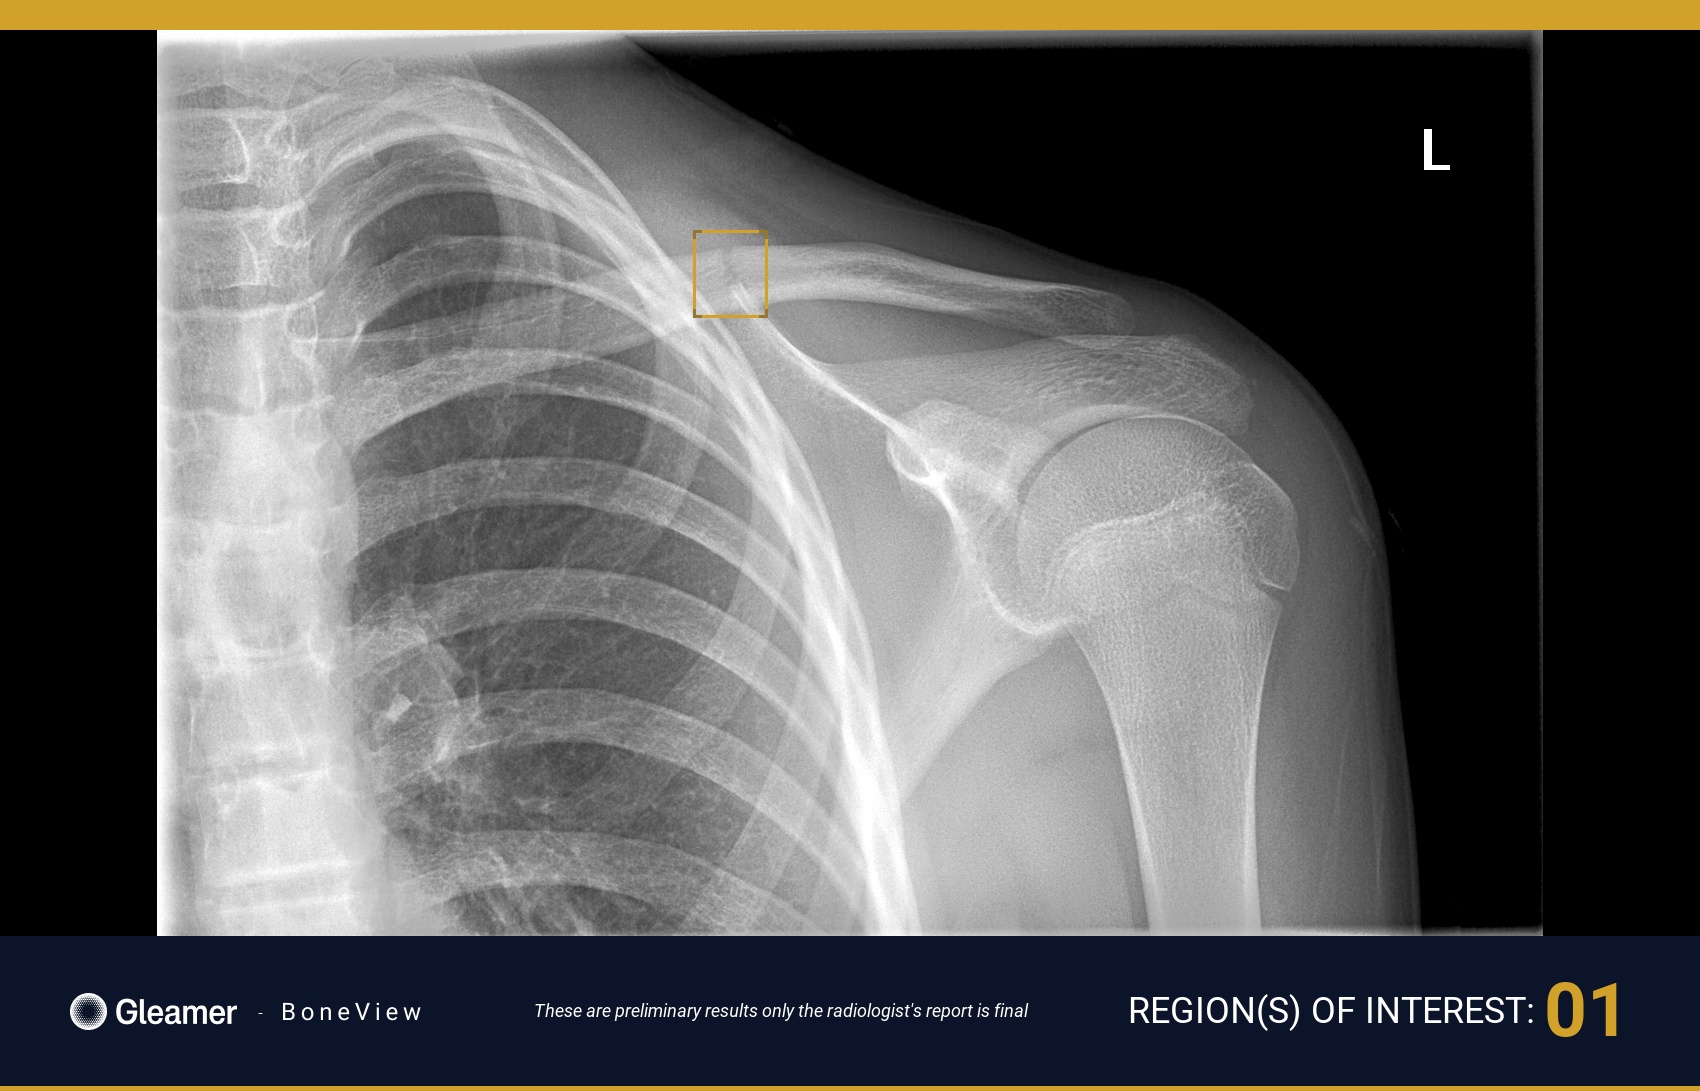 L
Gleamer - BoneView
These are preliminary results only the radiologist's report is final
REGION(S) OF INTEREST: 01